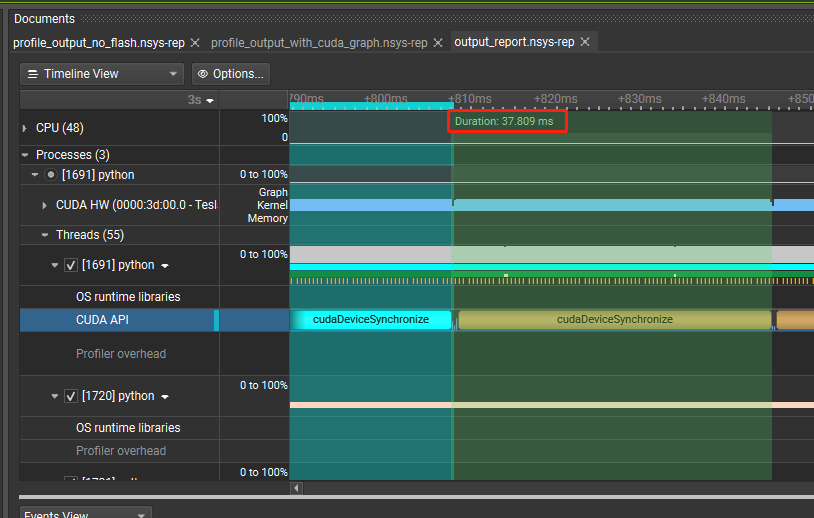 Documents
profile_output_no_flash.nsys-rep profile_output_with_cuda_graph.nsys-rep output_report.nsys-rep
Timeline View Options...
3s +800ms +810ms +820ms +830ms +840ms
CPU (48) 100%
0
Duration: 37.809 ms
Processes (3)
[1691] python 0 to 100%
Graph
CUDA HW (0000:3d:00.0 - Tesl Kernel
Memory
Threads (55)
[1691] python 0 to 100%
OS runtime libraries
CUDA API cudaDeviceSynchronize cudaDeviceSynchronize
Profiler overhead
[1720] python 0 to 100%
OS runtime libraries
Profiler overhead
0 to 100%
Events View